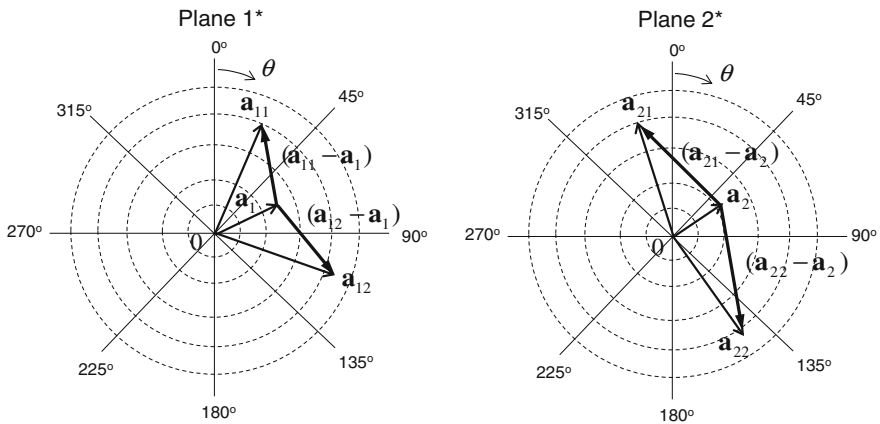 Plane 1*
0°
θ
45°
90°
135°
180°
225°
270°
315°
0
a₁₁
(a₁₁ – a₁)
a₁
(a₁₂ – a₁)
a₁₂
Plane 2*
0°
θ
45°
90°
135°
180°
225°
270°
315°
0
a₂₁
(a₂₁ – a₂)
a₂
(a₂₂ – a₂)
a₂₂